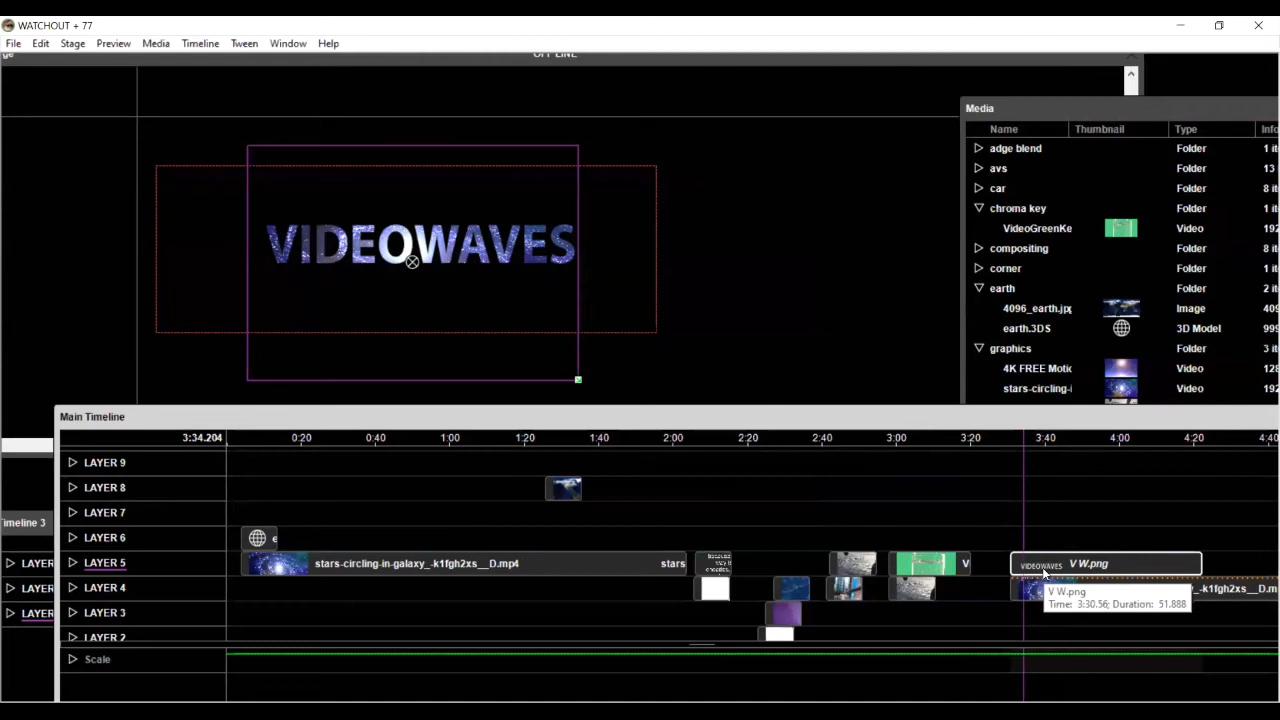 WATCHOUT + 77
File Edit Stage Preview Media Timeline Tween Window Help
Media
Name Thumbnail Type Info
adge blend Folder 1 it
avs Folder 13
car Folder 8 it
chroma key Folder 1 it
VideoGreenKe Video 192
compositing Folder 8 it
corner Folder 1 it
earth Folder 2 it
4096_earth.jpg Image 409
earth.3DS 3D Model 999
graphics Folder 3 it
4K FREE Moti Video 128
stars-circling-i Video 192
VIDEOWAVES
Main Timeline
3:34.204 0:20 0:40 1:00 1:20 1:40 2:00 2:20 2:40 3:00 3:20 3:40 4:00 4:20 4:40
LAYER 9
LAYER 8
LAYER 7
LAYER 6 e
LAYER 5 stars-circling-in-galaxy_-k1fgh2xs__D.mp4 stars V VIDEOWAVES V W.png
LAYER 4 _-k1fgh2xs__D.m
LAYER 3
LAYER 2
V W.png
Time: 3:30.56; Duration: 51.888
Scale
Timeline 3
LAYER
LAYER
LAYER